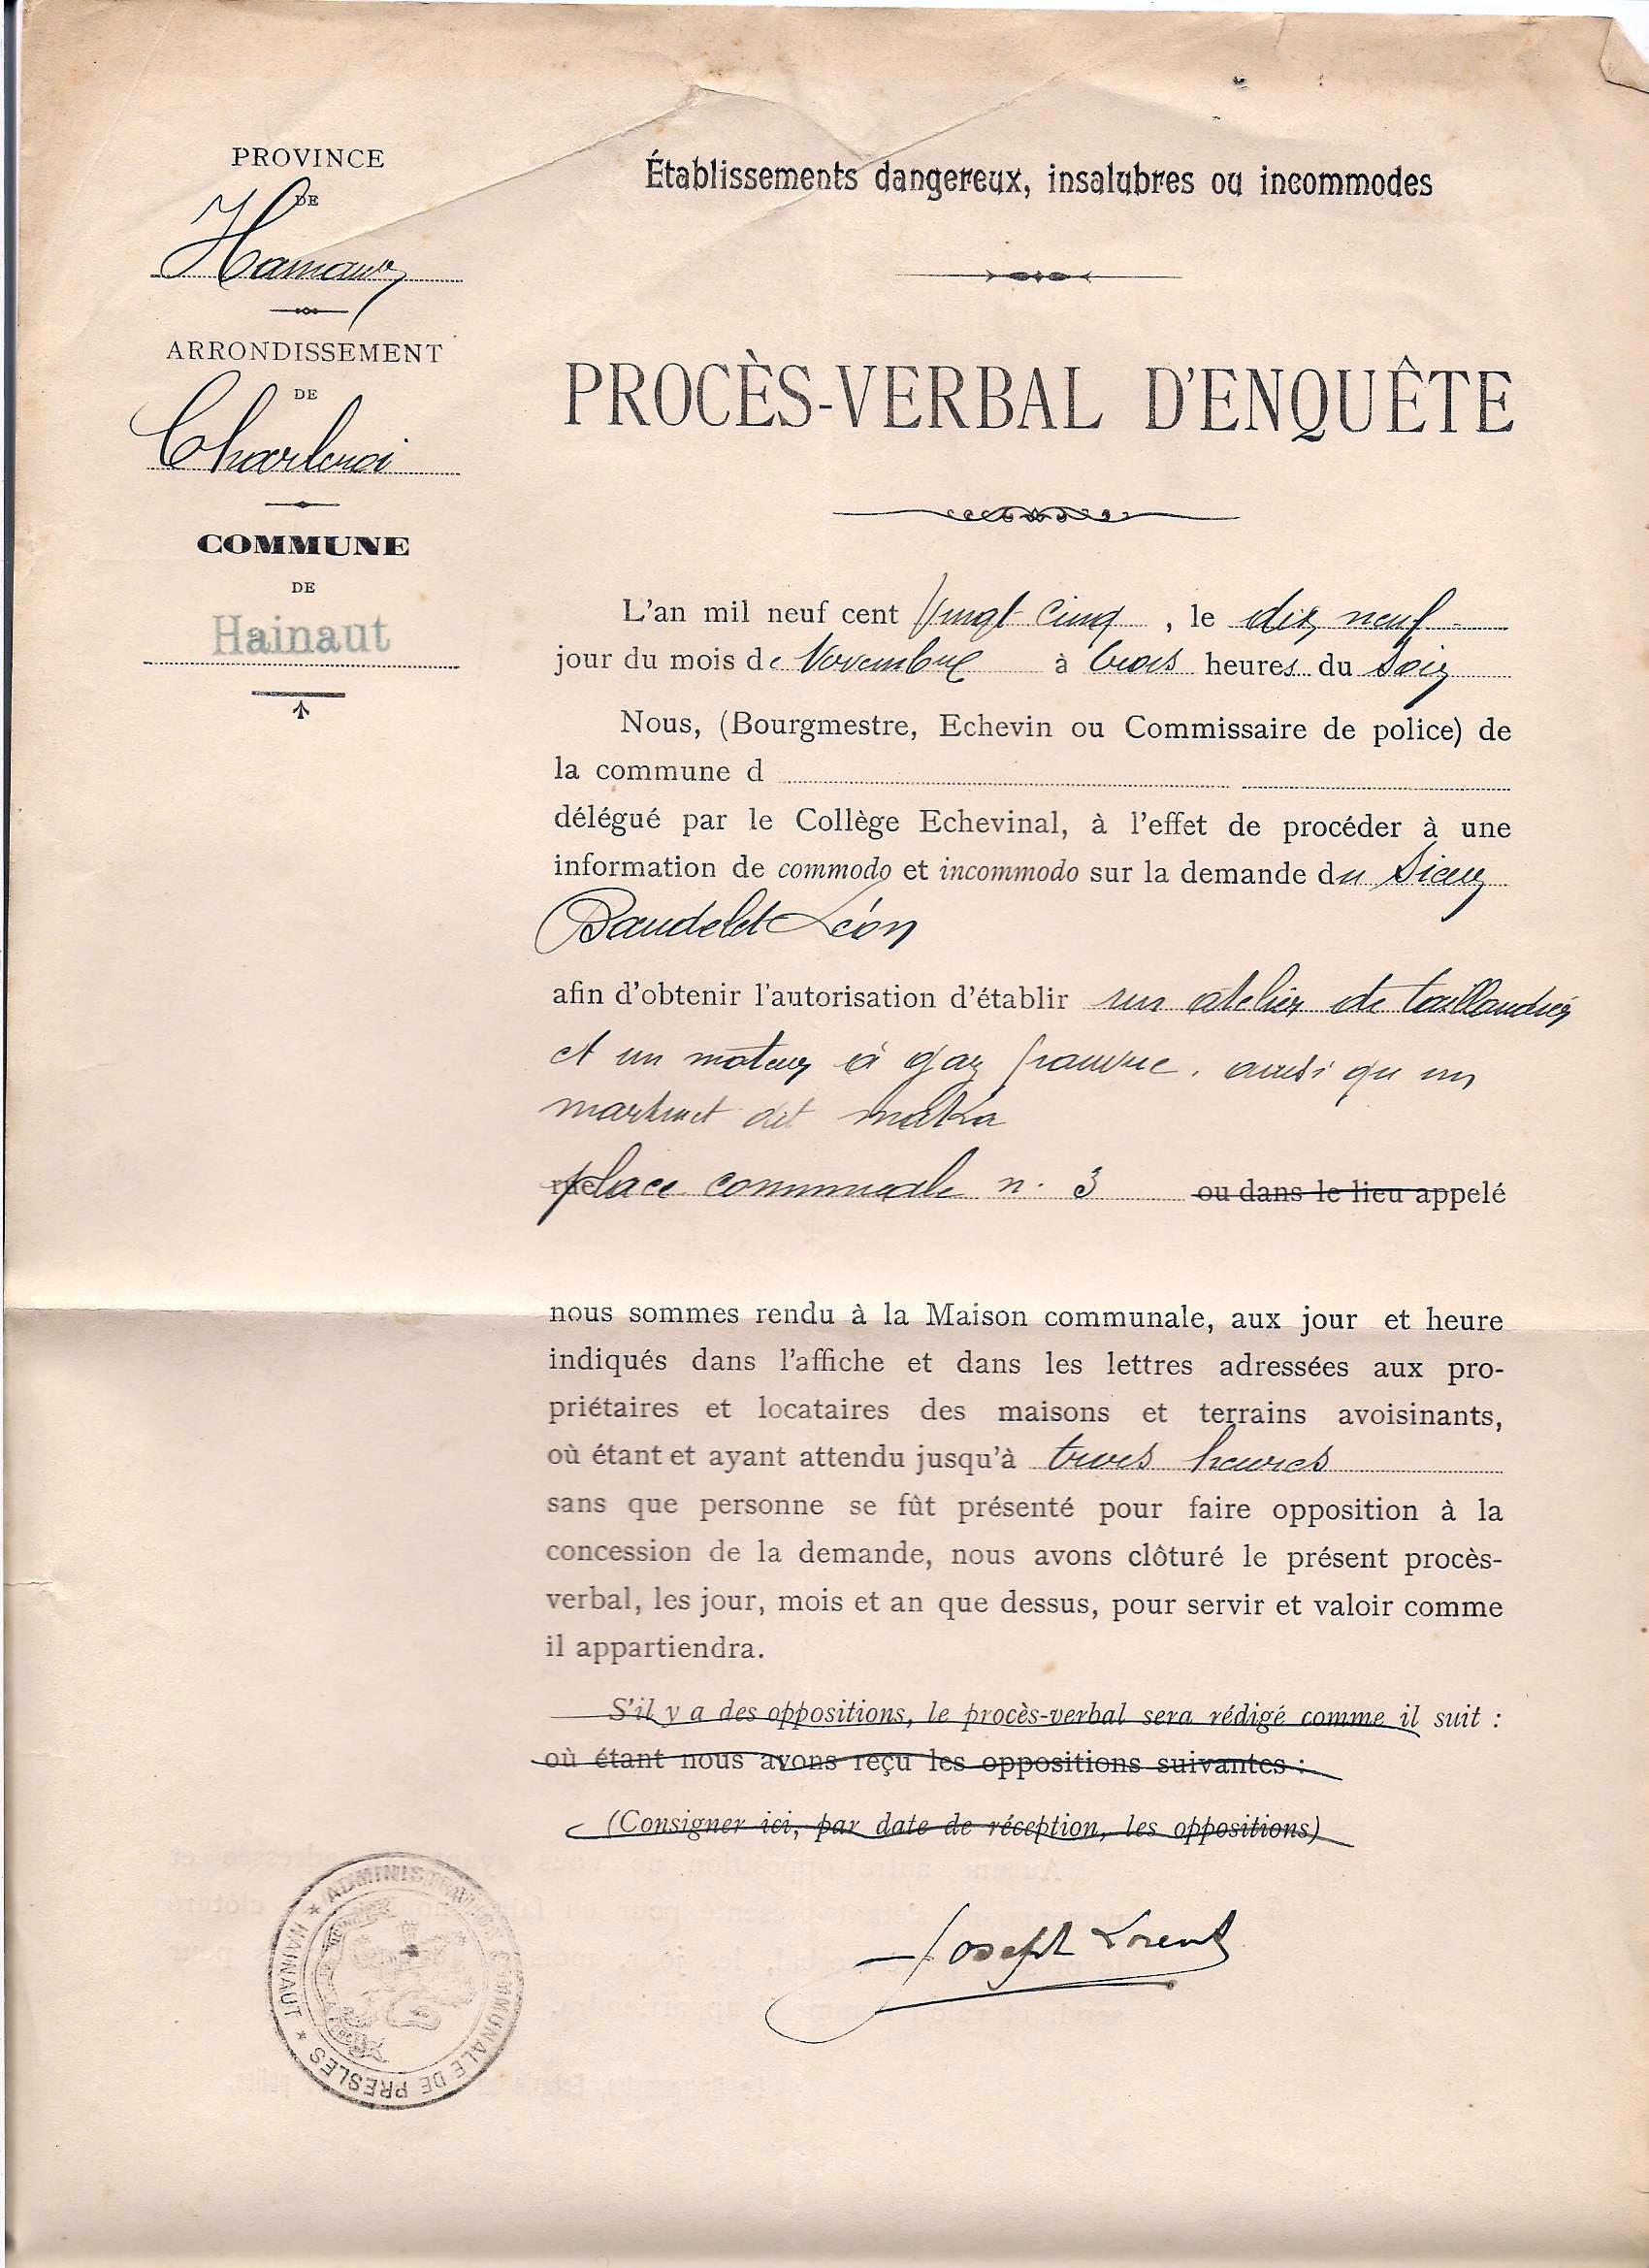 PROVINCE
DE
Hainaut
ARRONDISSEMENT
DE
Charleroi
COMMUNE
DE
Hainaut
Établissements dangereux, insalubres ou incommodes
PROCÈS-VERBAL D'ENQUÊTE
L'an mil neuf cent Vingt Cinq, le dix neuf
jour du mois de Novembre à trois heures du soir
Nous, (Bourgmestre, Echevin ou Commissaire de police) de
la commune d
délégué par le Collège Echevinal, à l'effet de procéder à une
information de commodo et incommodo sur la demande du Sieur
Baudelet Léon
afin d'obtenir l'autorisation d'établir un atelier de taillandier
et un moteur à gaz pauvre, ainsi qu'un
martinet dit maka
rue place communale n. 3 ou dans le lieu appelé
nous sommes rendu à la Maison communale, aux jour et heure
indiqués dans l'affiche et dans les lettres adressées aux pro-
priétaires et locataires des maisons et terrains avoisinants,
où étant et ayant attendu jusqu'à trois heures
sans que personne se fût présenté pour faire opposition à la
concession de la demande, nous avons clôturé le présent procès-
verbal, les jour, mois et an que dessus, pour servir et valoir comme
il appartiendra.
S'il y a des oppositions, le procès-verbal sera rédigé comme il suit :
où étant nous avons reçu les oppositions suivantes :
(Consigner ici, par date de réception, les oppositions)
Joseph Lorent
* ADMINISTRATION COMMUNALE DE PRESLES * HAINAUT